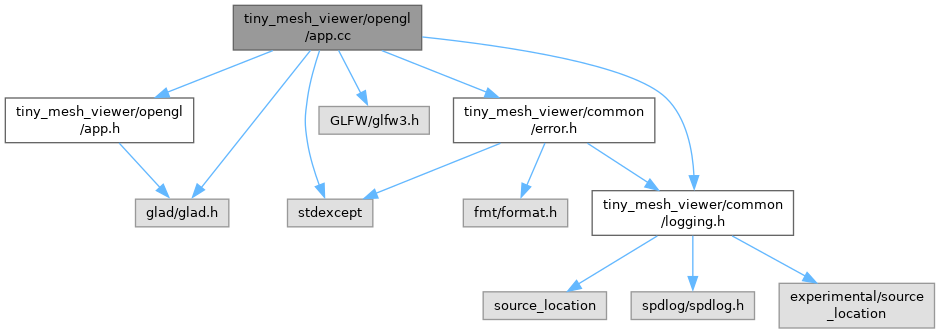 tiny_mesh_viewer/opengl
/app.cc
tiny_mesh_viewer/opengl
/app.h
GLFW/glfw3.h
tiny_mesh_viewer/common
/error.h
glad/glad.h
stdexcept
fmt/format.h
tiny_mesh_viewer/common
/logging.h
source_location
spdlog/spdlog.h
experimental/source
_location